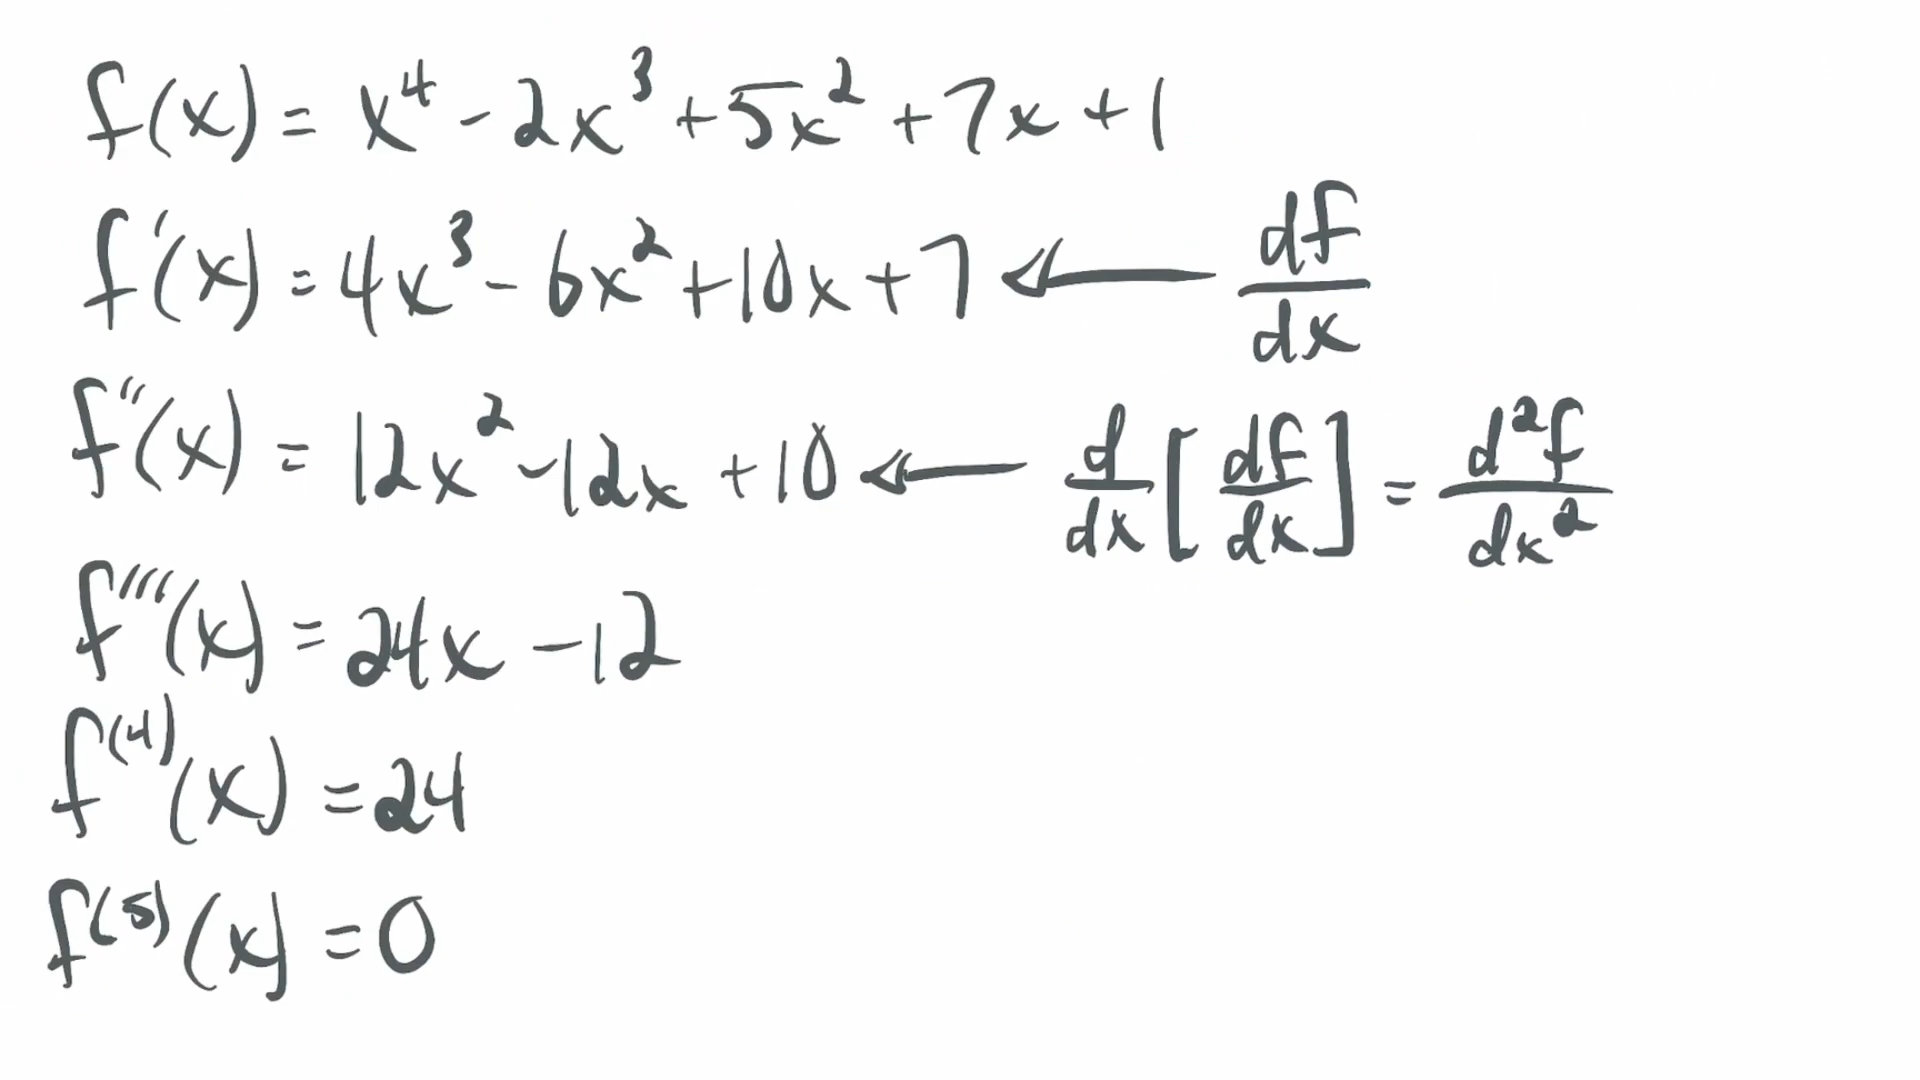 f(x) = x⁴ - 2x³ + 5x² + 7x + 1
f'(x) = 4x³ - 6x² + 10x + 7 ← df/dx
f''(x) = 12x² - 12x + 10 ← d/dx [df/dx] = d²f/dx²
f'''(x) = 24x - 12
f⁽⁴⁾(x) = 24
f⁽⁵⁾(x) = 0